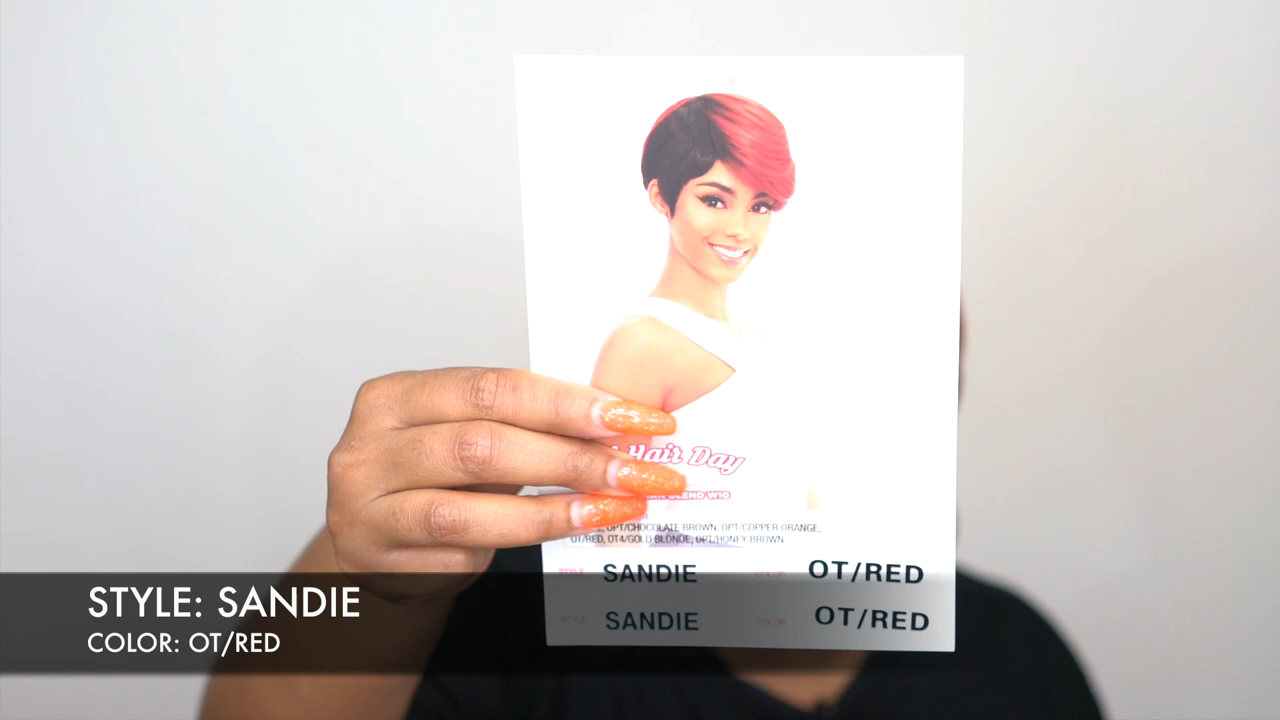 Hair Day
BLEND WIG
OPT/CHOCOLATE BROWN, OPT/COPPER ORANGE,
OT/RED, OT4/GOLD BLONDE, OPT/HONEY BROWN
STYLE SANDIE COLOR OT/RED
STYLE SANDIE COLOR OT/RED
STYLE: SANDIE
COLOR: OT/RED